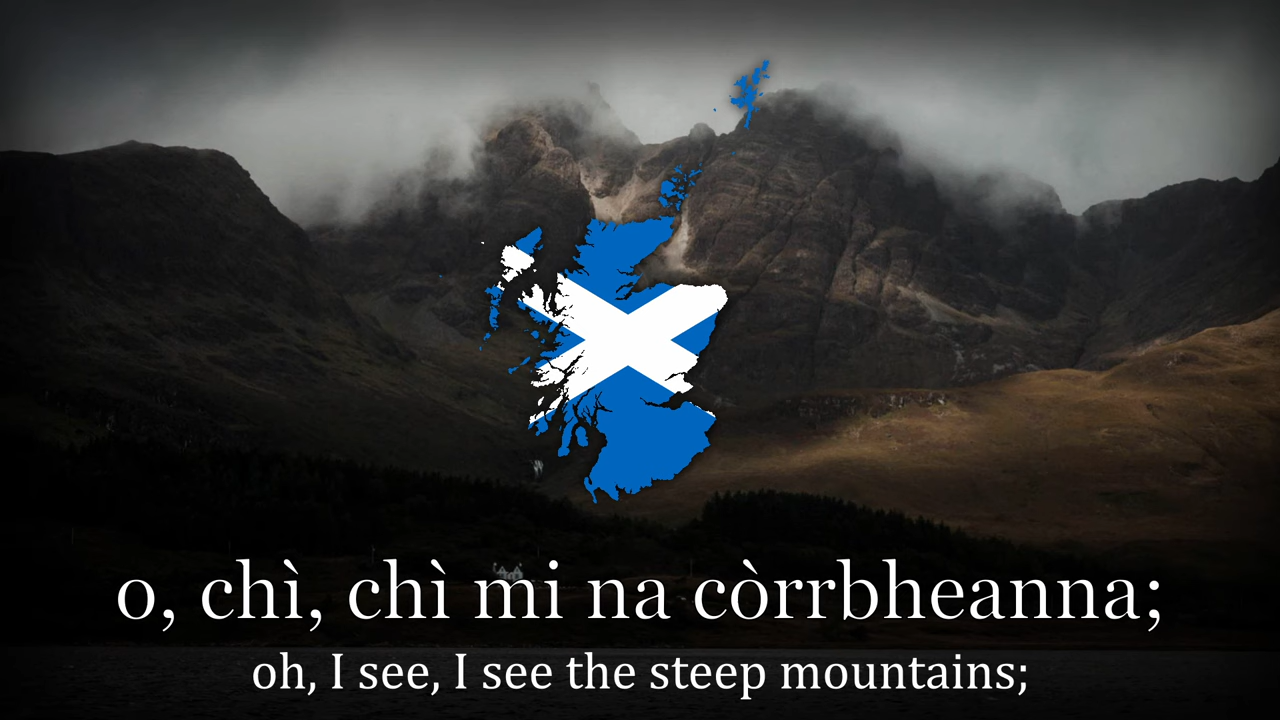 o, chì, chì mi na còrrbheanna;
oh, I see, I see the steep mountains;